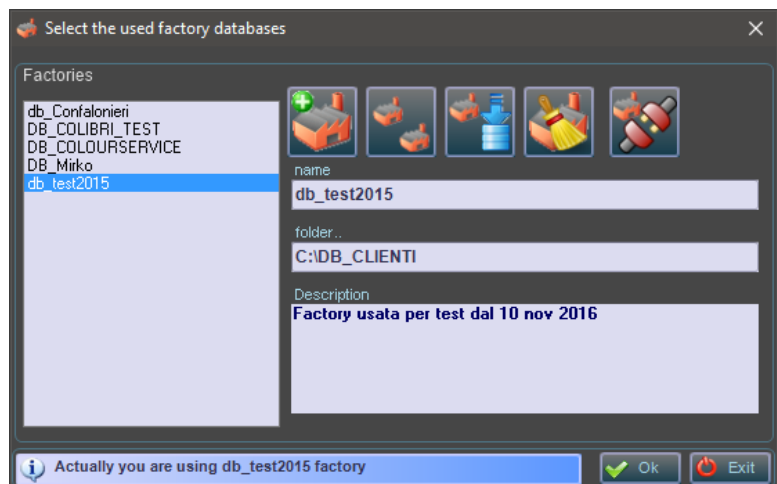 Select the used factory databases
Factories
db_Confalonieri
DB_COLIBRI_TEST
DB_COLOURSERVICE
DB_Mirko
db_test2015
name
db_test2015
folder..
C:\DB_CLIENTI
Description
Factory usata per test dal 10 nov 2016
Actually you are using db_test2015 factory
Ok
Exit